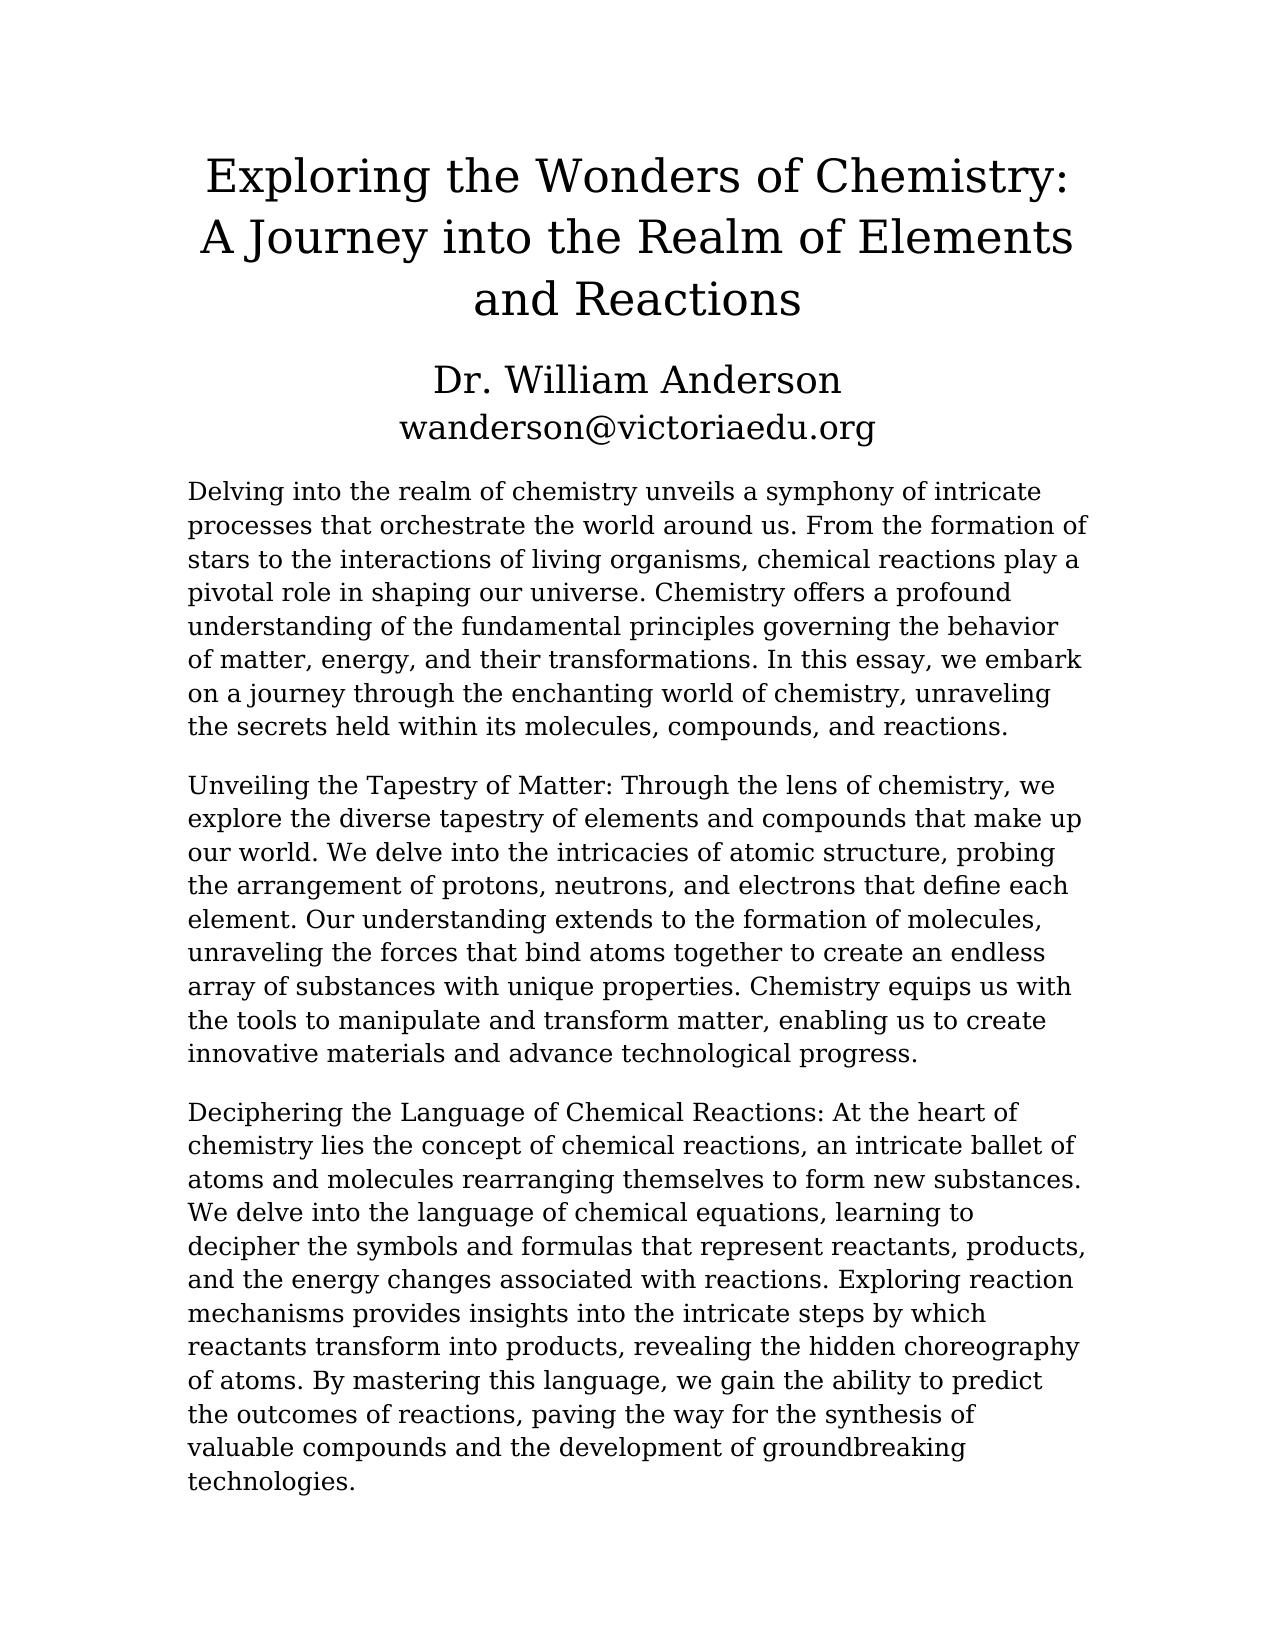 Exploring the Wonders of Chemistry:
A Journey into the Realm of Elements
and Reactions
Dr. William Anderson
wanderson@victoriaedu.org
Delving into the realm of chemistry unveils a symphony of intricate
processes that orchestrate the world around us. From the formation of
stars to the interactions of living organisms, chemical reactions play a
pivotal role in shaping our universe. Chemistry offers a profound
understanding of the fundamental principles governing the behavior
of matter, energy, and their transformations. In this essay, we embark
on a journey through the enchanting world of chemistry, unraveling
the secrets held within its molecules, compounds, and reactions.
Unveiling the Tapestry of Matter: Through the lens of chemistry, we
explore the diverse tapestry of elements and compounds that make up
our world. We delve into the intricacies of atomic structure, probing
the arrangement of protons, neutrons, and electrons that define each
element. Our understanding extends to the formation of molecules,
unraveling the forces that bind atoms together to create an endless
array of substances with unique properties. Chemistry equips us with
the tools to manipulate and transform matter, enabling us to create
innovative materials and advance technological progress.
Deciphering the Language of Chemical Reactions: At the heart of
chemistry lies the concept of chemical reactions, an intricate ballet of
atoms and molecules rearranging themselves to form new substances.
We delve into the language of chemical equations, learning to
decipher the symbols and formulas that represent reactants, products,
and the energy changes associated with reactions. Exploring reaction
mechanisms provides insights into the intricate steps by which
reactants transform into products, revealing the hidden choreography
of atoms. By mastering this language, we gain the ability to predict
the outcomes of reactions, paving the way for the synthesis of
valuable compounds and the development of groundbreaking
technologies.